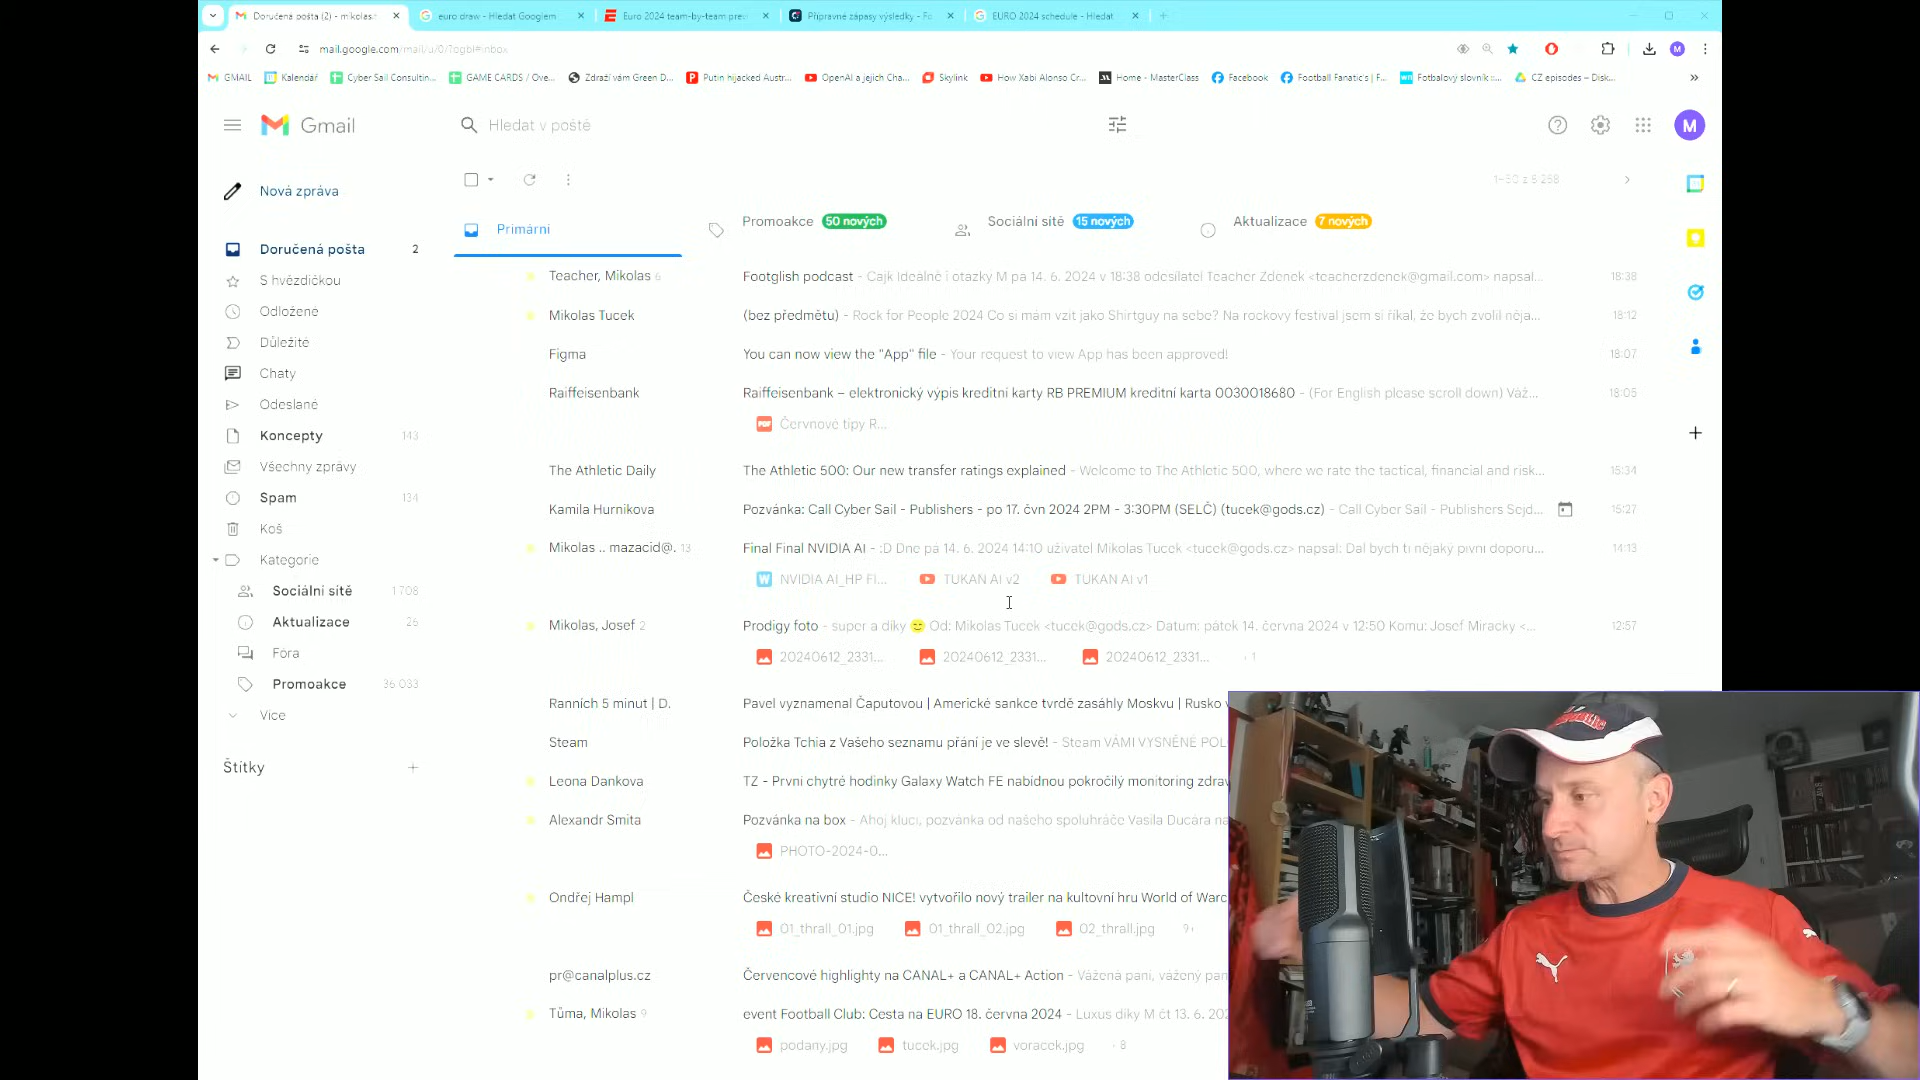 Doručená pošta (2) - mikolas.t
euro draw - Hledat Googlem
Euro 2024 team-by-team prev
Přípravné zápasy výsledky - Fo
EURO 2024 schedule - Hledat
mail.google.com/mail/u/0/?ogbl#inbox
GMAIL
Kalendář
Cyber Sail Consultin...
GAME CARDS / Ove...
Zdraží vám Green D...
Putin hijacked Austr...
OpenAI a jejich Cha...
Skylink
How Xabi Alonso Cr...
Home - MasterClass
Facebook
Football Fanatic's | F...
Fotbalový slovník ::...
CZ episodes – Disk...
Gmail
Hledat v poště
M
Nová zpráva
1–50 z 6 258
Primární
Promoakce 50 nových
Sociální sítě 15 nových
Aktualizace 7 nových
Doručená pošta 2
S hvězdičkou
Odložené
Důležité
Chaty
Odeslané
Koncepty 143
Všechny zprávy
Spam 134
Koš
Kategorie
Sociální sítě 1 708
Aktualizace 26
Fóra
Promoakce 36 033
Více
Štítky
Teacher, Mikolas 6 Footglish podcast - Cajk Idealně i otazky M pá 14. 6. 2024 v 18:38 odesílatel Teacher Zdenek <teacherzdenek@gmail.com> napsal... 18:38
Mikolas Tucek (bez předmětu) - Rock for People 2024 Co si mám vzít jako Shirtguy na sebe? Na rockový festival jsem si říkal, že bych zvolil něja... 18:12
Figma You can now view the "App" file - Your request to view App has been approved! 18:07
Raiffeisenbank Raiffeisenbank – elektronický výpis kreditní karty RB PREMIUM kreditní karta 0030018680 - (For English please scroll down) Váž... 18:05
Červnové tipy R...
The Athletic Daily The Athletic 500: Our new transfer ratings explained - Welcome to The Athletic 500, where we rate the tactical, financial and risk... 15:34
Kamila Hurnikova Pozvánka: Call Cyber Sail - Publishers - po 17. čvn 2024 2PM - 3:30PM (SELČ) (tucek@gods.cz) - Call Cyber Sail - Publishers Sejd... 15:27
Mikolas .. mazacid@. 13 Final Final NVIDIA AI - :D Dne pá 14. 6. 2024 14:10 uživatel Mikolas Tucek <tucek@gods.cz> napsal: Dal bych ti nějaký pivní doporu... 14:13
NVIDIA AI_HP FI...
TUKAN AI v2
TUKAN AI v1
Mikolas, Josef 2 Prodigy foto - super a díky Od: Mikolas Tucek <tucek@gods.cz> Datum: pátek 14. června 2024 v 12:50 Komu: Josef Miracky <... 12:57
20240612_2331...
20240612_2331...
20240612_2331...
+1
Ranních 5 minut | D. Pavel vyznamenal Čaputovou | Americké sankce tvrdě zasáhly Moskvu | Rusko v
Steam Položka Tchia z Vašeho seznamu přání je ve slevě! - Steam VÁMI VYSNĚNÉ POL
Leona Dankova TZ - První chytré hodinky Galaxy Watch FE nabídnou pokročilý monitoring zdrav
Alexandr Smita Pozvánka na box - Ahoj kluci, pozvánka od našeho spoluhráče Vasila Ducára na
PHOTO-2024-0...
Ondřej Hampl České kreativní studio NICE! vytvořilo nový trailer na kultovní hru World of Warc
01_thrall_01.jpg
01_thrall_02.jpg
02_thrall.jpg
9+
pr@canalplus.cz Červencové highlighty na CANAL+ a CANAL+ Action - Vážená paní, vážený pan
Tůma, Mikolas 9 event Football Club: Cesta na EURO 18. června 2024 - Luxus díky M čt 13. 6. 202
podany.jpg
tucek.jpg
voracek.jpg
+8